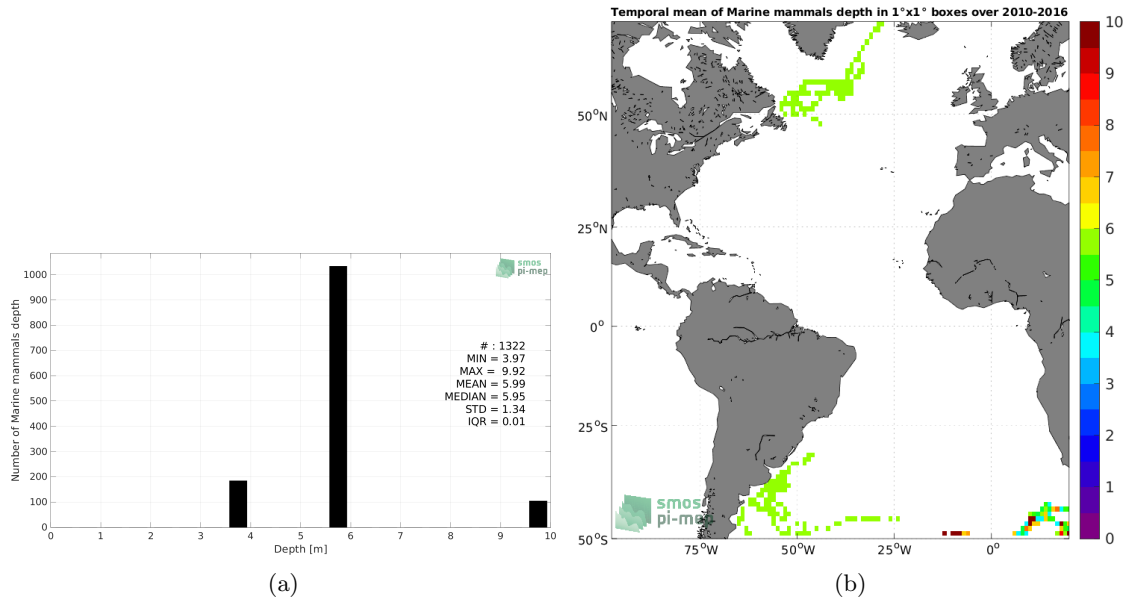 Temporal mean of Marine mammals depth in 1°x1° boxes over 2010-2016
Number of Marine mammals depth
1000
900
800
700
600
500
400
300
200
100
0
smos
pi-mep
# : 1322
MIN = 3.97
MAX = 9.92
MEAN = 5.99
MEDIAN = 5.95
STD = 1.34
IQR = 0.01
0 1 2 3 4 5 6 7 8 9 10
Depth [m]
(a)
50°N
25°N
0°
25°S
50°S
smos
pi-mep
75°W 50°W 25°W 0°
10
9
8
7
6
5
4
3
2
1
0
(b)